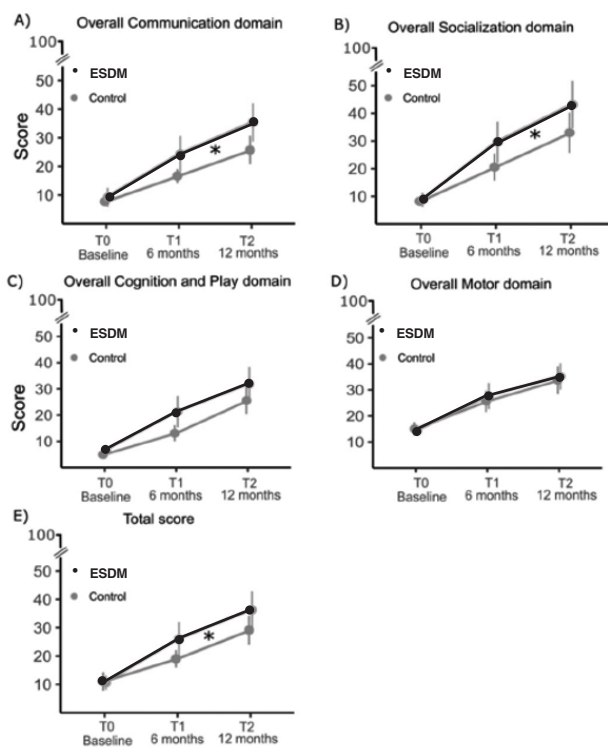 A) Overall Communication domain
100
50
40
30
20
10
Score
• ESDM
Control
*
T0
Baseline
T1
6 months
T2
12 months
B) Overall Socialization domain
100
50
40
30
20
10
• ESDM
Control
*
T0
Baseline
T1
6 months
T2
12 months
C) Overall Cognition and Play domain
100
50
40
30
20
10
Score
• ESDM
Control
T0
Baseline
T1
6 months
T2
12 months
D) Overall Motor domain
100
50
40
30
20
10
• ESDM
Control
T0
Baseline
T1
6 months
T2
12 months
E) Total score
100
50
40
30
20
10
• ESDM
Control
*
T0
Baseline
T1
6 months
T2
12 months